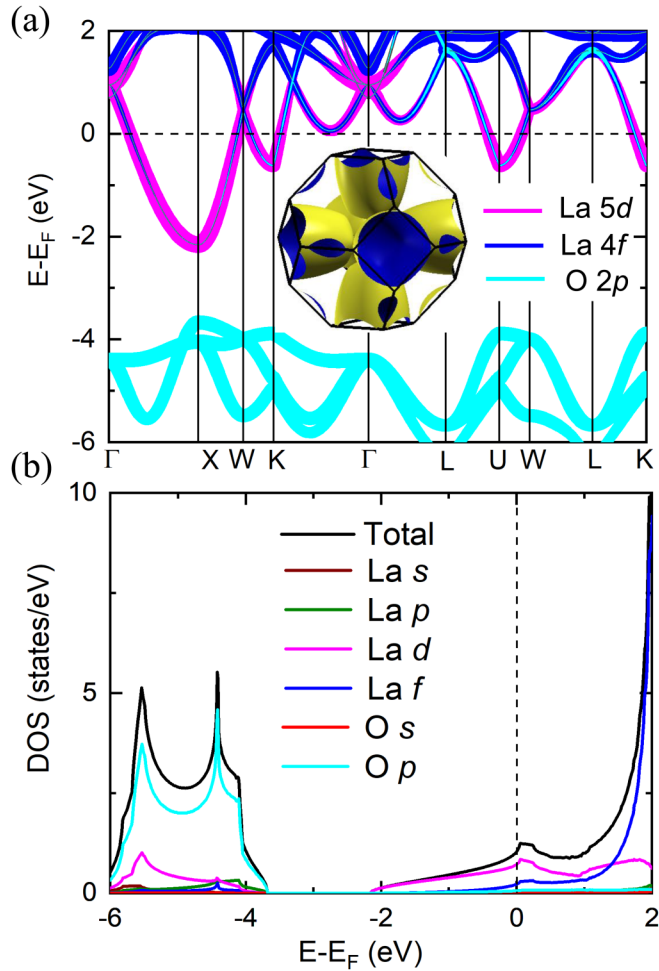 (a)
2
0
-2
-4
-6
E-E_F (eV)
La 5d
La 4f
O 2p
Γ X W K Γ L U W L K
(b)
10
5
0
DOS (states/eV)
Total
La s
La p
La d
La f
O s
O p
-6 -4 -2 0 2
E-E_F (eV)